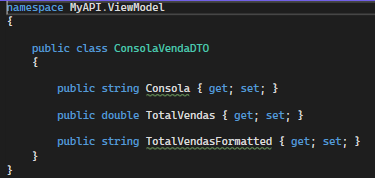 namespace MyAPI.ViewModel
{
public class ConsolaVendaDTO
{
public string Consola { get; set; }
public double TotalVendas { get; set; }
public string TotalVendasFormatted { get; set; }
}
}